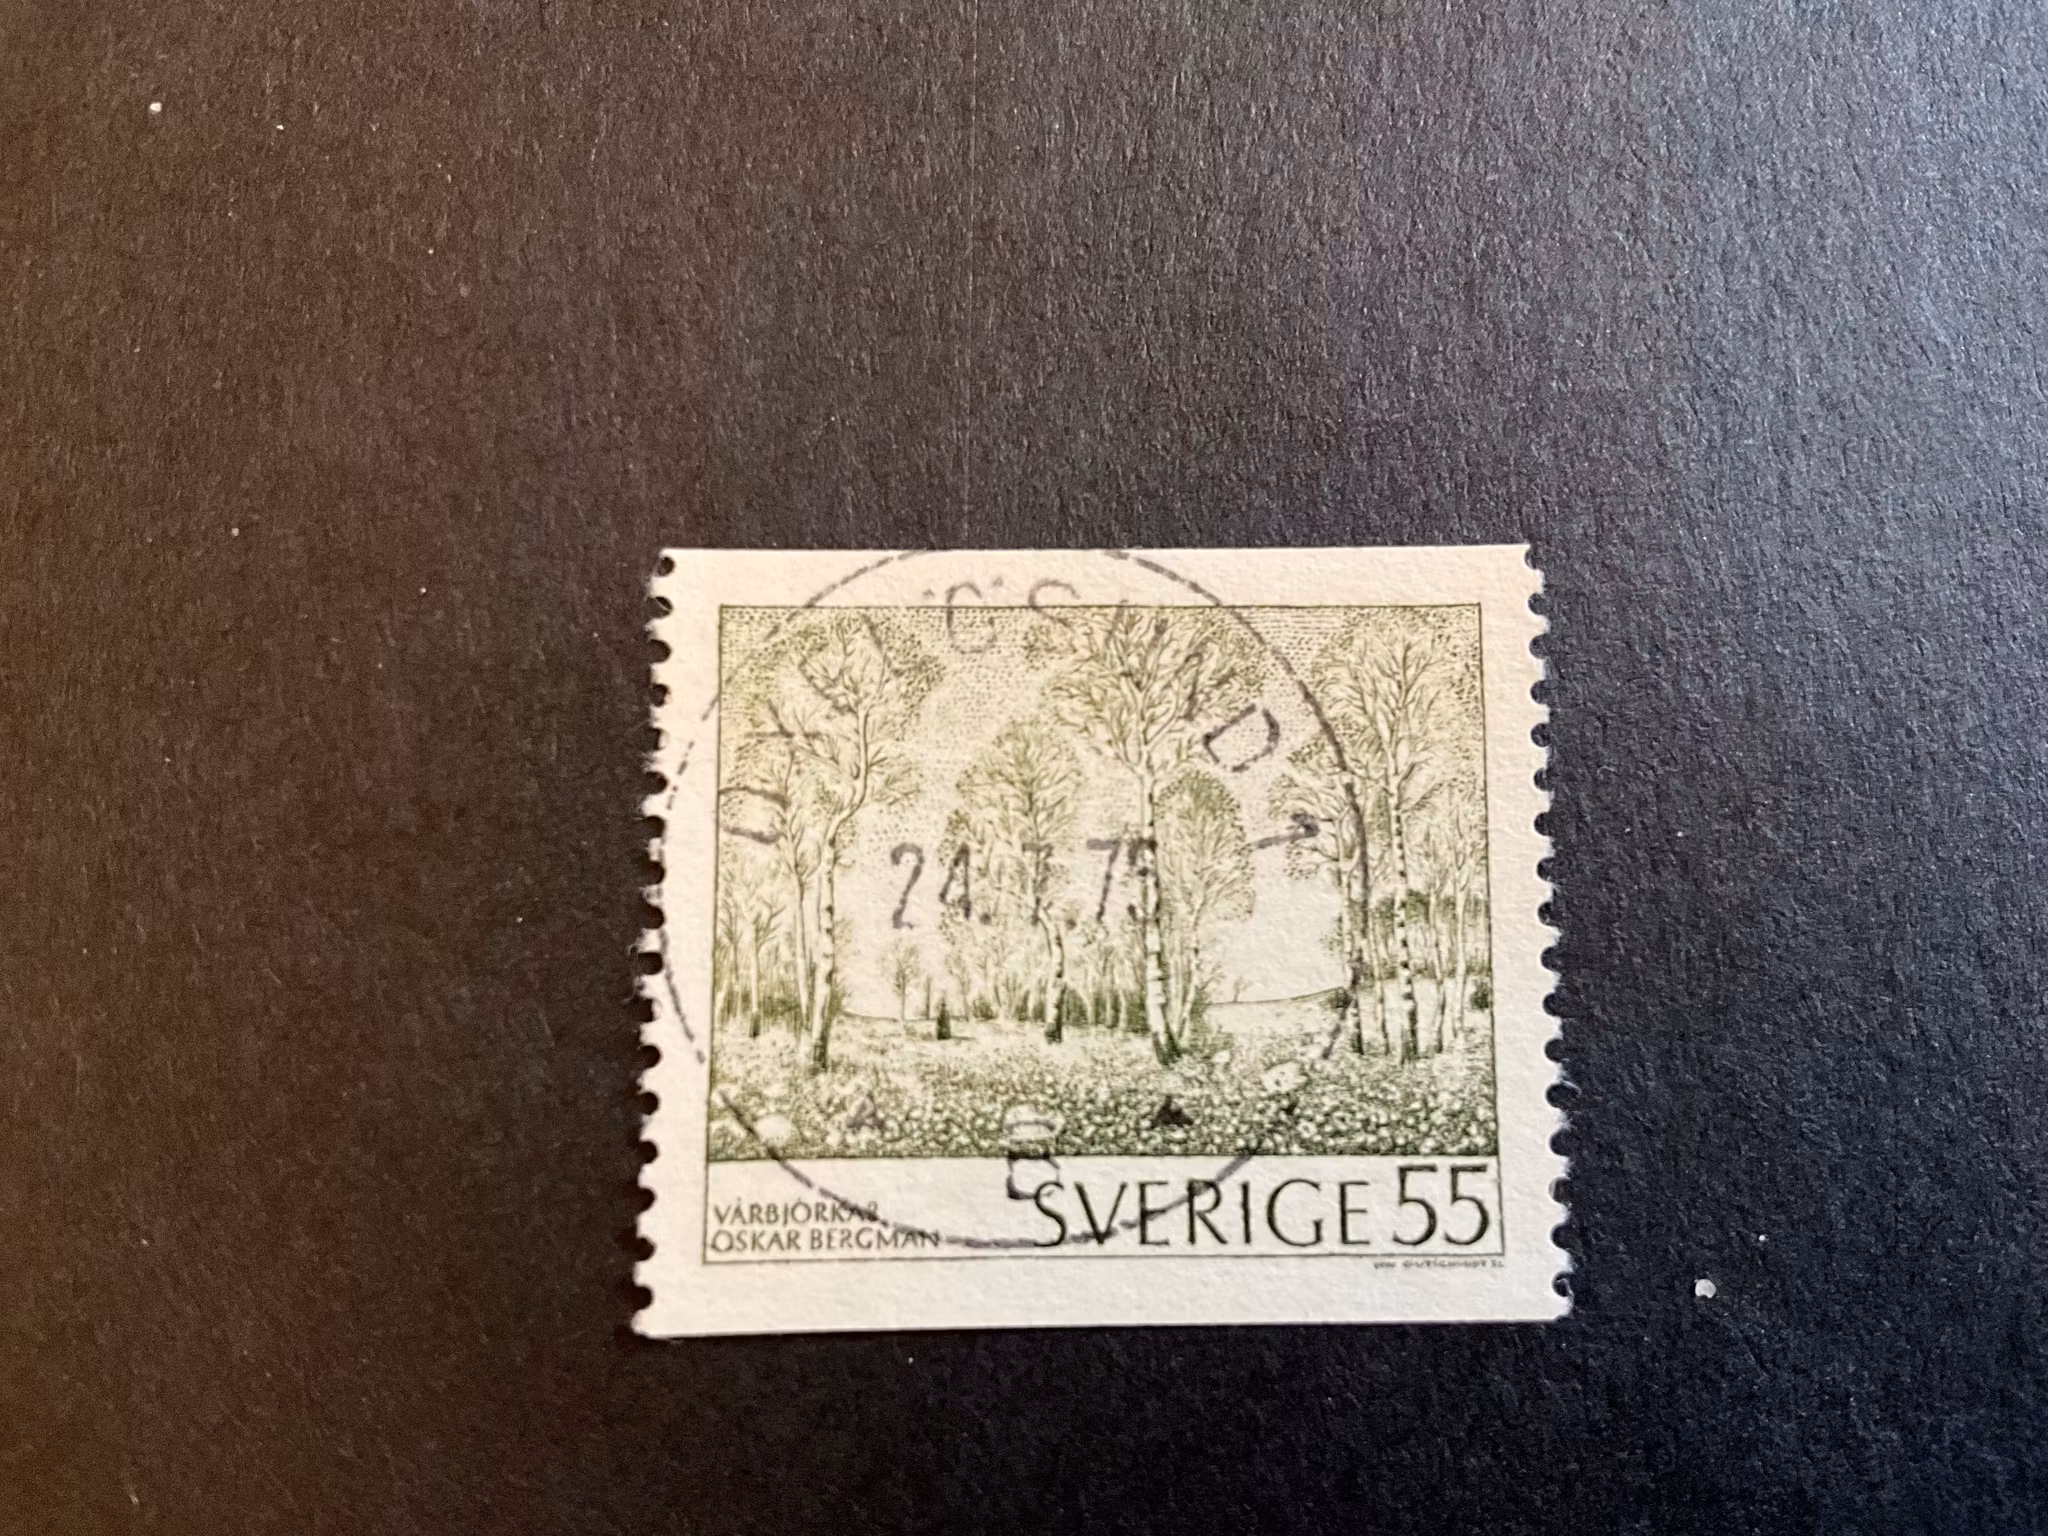 24.7.75
D
VÅRBJÖRKAR,
OSKAR BERGMAN
SVERIGE 55